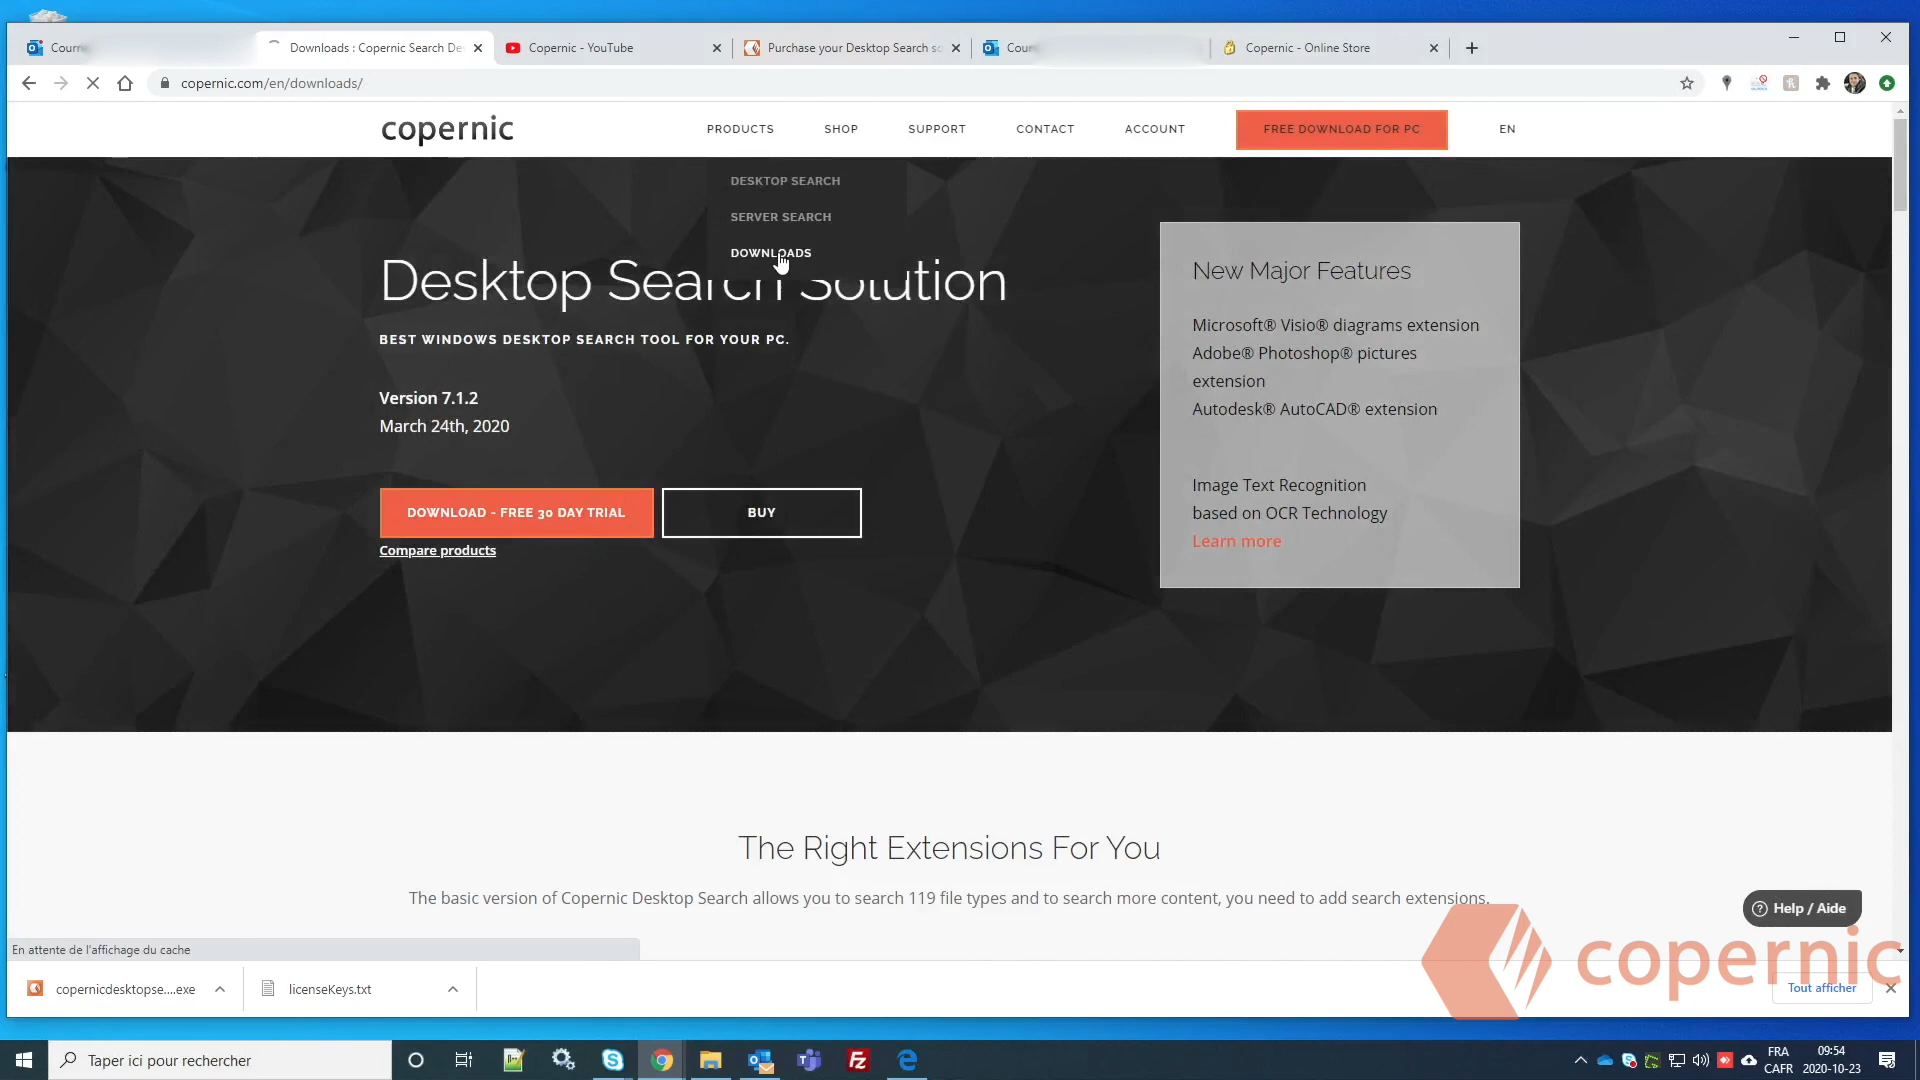 Courri
Downloads : Copernic Search De
Copernic - YouTube
Purchase your Desktop Search so
Cour
Copernic - Online Store
copernic.com/en/downloads/
copernic
PRODUCTS
SHOP
SUPPORT
CONTACT
ACCOUNT
FREE DOWNLOAD FOR PC
EN
DESKTOP SEARCH
SERVER SEARCH
DOWNLOADS
Desktop Search Solution
BEST WINDOWS DESKTOP SEARCH TOOL FOR YOUR PC.
Version 7.1.2
March 24th, 2020
DOWNLOAD - FREE 30 DAY TRIAL
BUY
Compare products
New Major Features
Microsoft® Visio® diagrams extension
Adobe® Photoshop® pictures
extension
Autodesk® AutoCAD® extension
Image Text Recognition
based on OCR Technology
Learn more
The Right Extensions For You
The basic version of Copernic Desktop Search allows you to search 119 file types and to search more content, you need to add search extensions.
Help / Aide
En attente de l'affichage du cache
copernic
copernicdesktopse....exe
licenseKeys.txt
Tout afficher
Taper ici pour rechercher
FRA
CAFR
09:54
2020-10-23